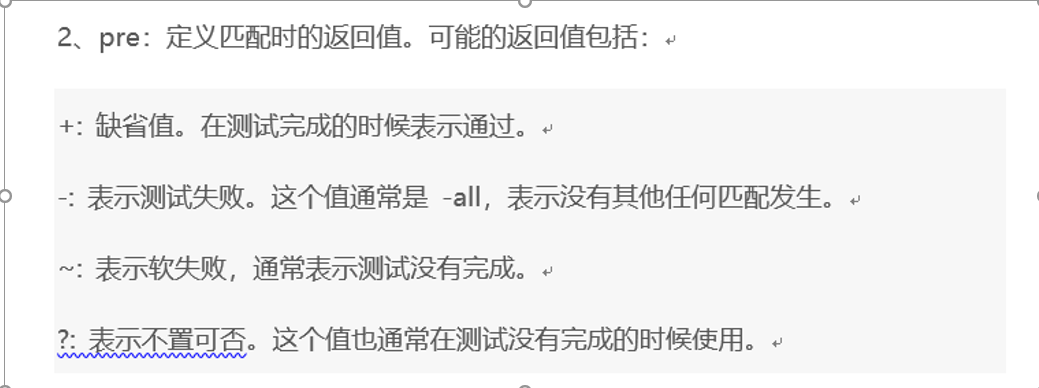 2、pre：定义匹配时的返回值。可能的返回值包括：
+: 缺省值。在测试完成的时候表示通过。
-: 表示测试失败。这个值通常是 -all，表示没有其他任何匹配发生。
~: 表示软失败，通常表示测试没有完成。
?: 表示不置可否。这个值也通常在测试没有完成的时候使用。